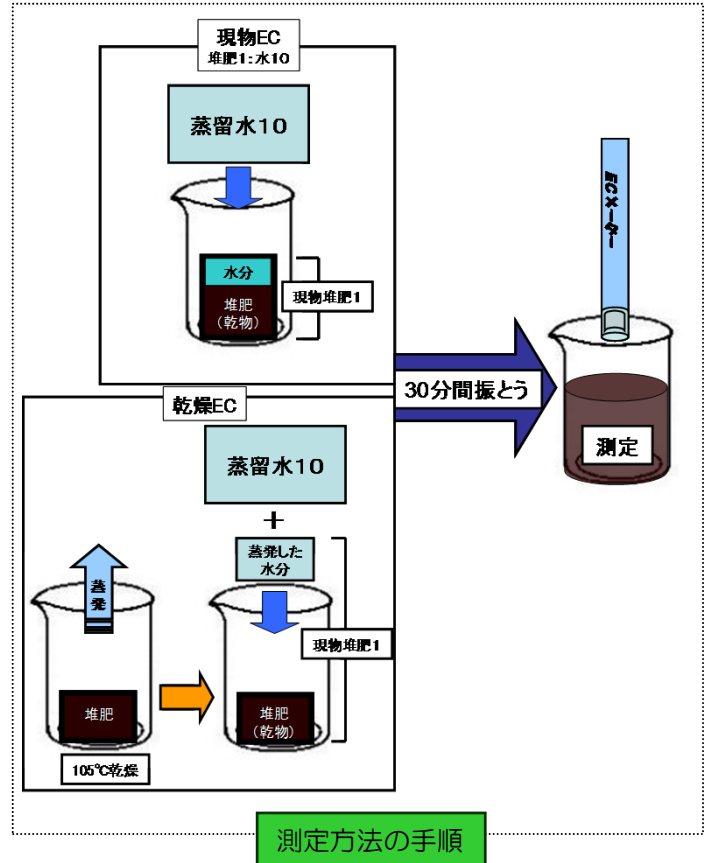 現物EC
堆肥1:水10
蒸留水10
水分
堆肥
(乾物)
現物堆肥1
乾燥EC
蒸留水10
+
蒸発した
水分
蒸発
堆肥
105℃乾燥
堆肥
(乾物)
現物堆肥1
30分間振とう
ECメーター
測定
測定方法の手順